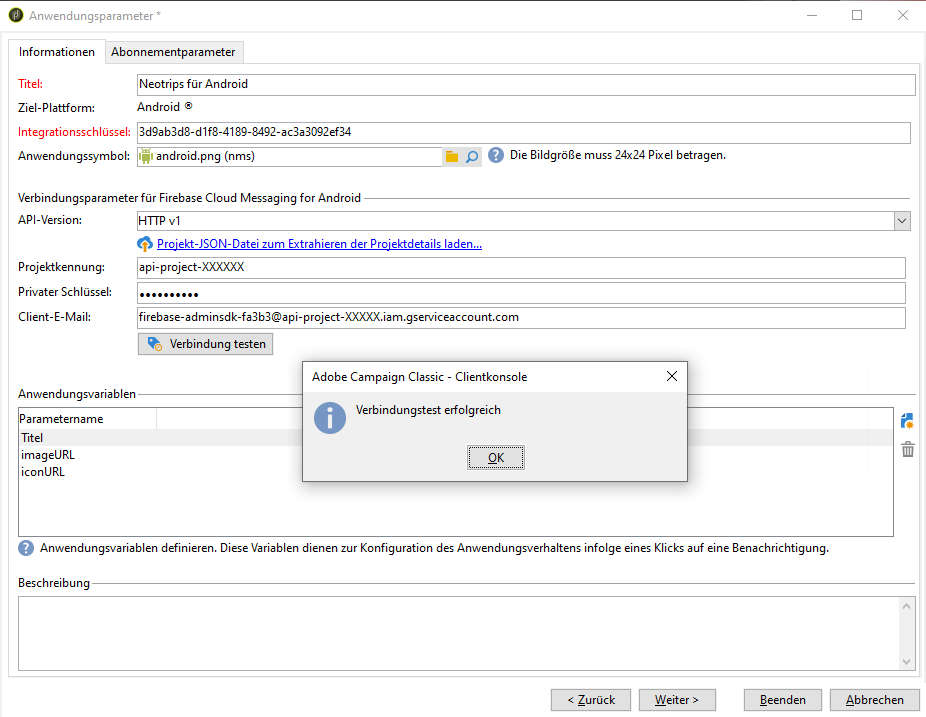 Anwendungsparameter *
Informationen
Abonnementparameter
Titel:
Neotrips für Android
Ziel-Plattform:
Android ®
Integrationsschlüssel:
3d9ab3d8-d1f8-4189-8492-ac3a3092ef34
Anwendungssymbol:
android.png (nms)
Die Bildgröße muss 24x24 Pixel betragen.
Verbindungsparameter für Firebase Cloud Messaging for Android
API-Version:
HTTP v1
Projekt-JSON-Datei zum Extrahieren der Projektdetails laden...
Projektkennung:
api-project-XXXXXX
Privater Schlüssel:
●●●●●●●●●●
Client-E-Mail:
firebase-adminsdk-fa3b3@api-project-XXXXX.iam.gserviceaccount.com
Verbindung testen
Adobe Campaign Classic - Clientkonsole
Verbindungstest erfolgreich
OK
Anwendungsvariablen
Parametername
Titel
imageURL
iconURL
Anwendungsvariablen definieren. Diese Variablen dienen zur Konfiguration des Anwendungsverhaltens infolge eines Klicks auf eine Benachrichtigung.
Beschreibung
< Zurück
Weiter >
Beenden
Abbrechen